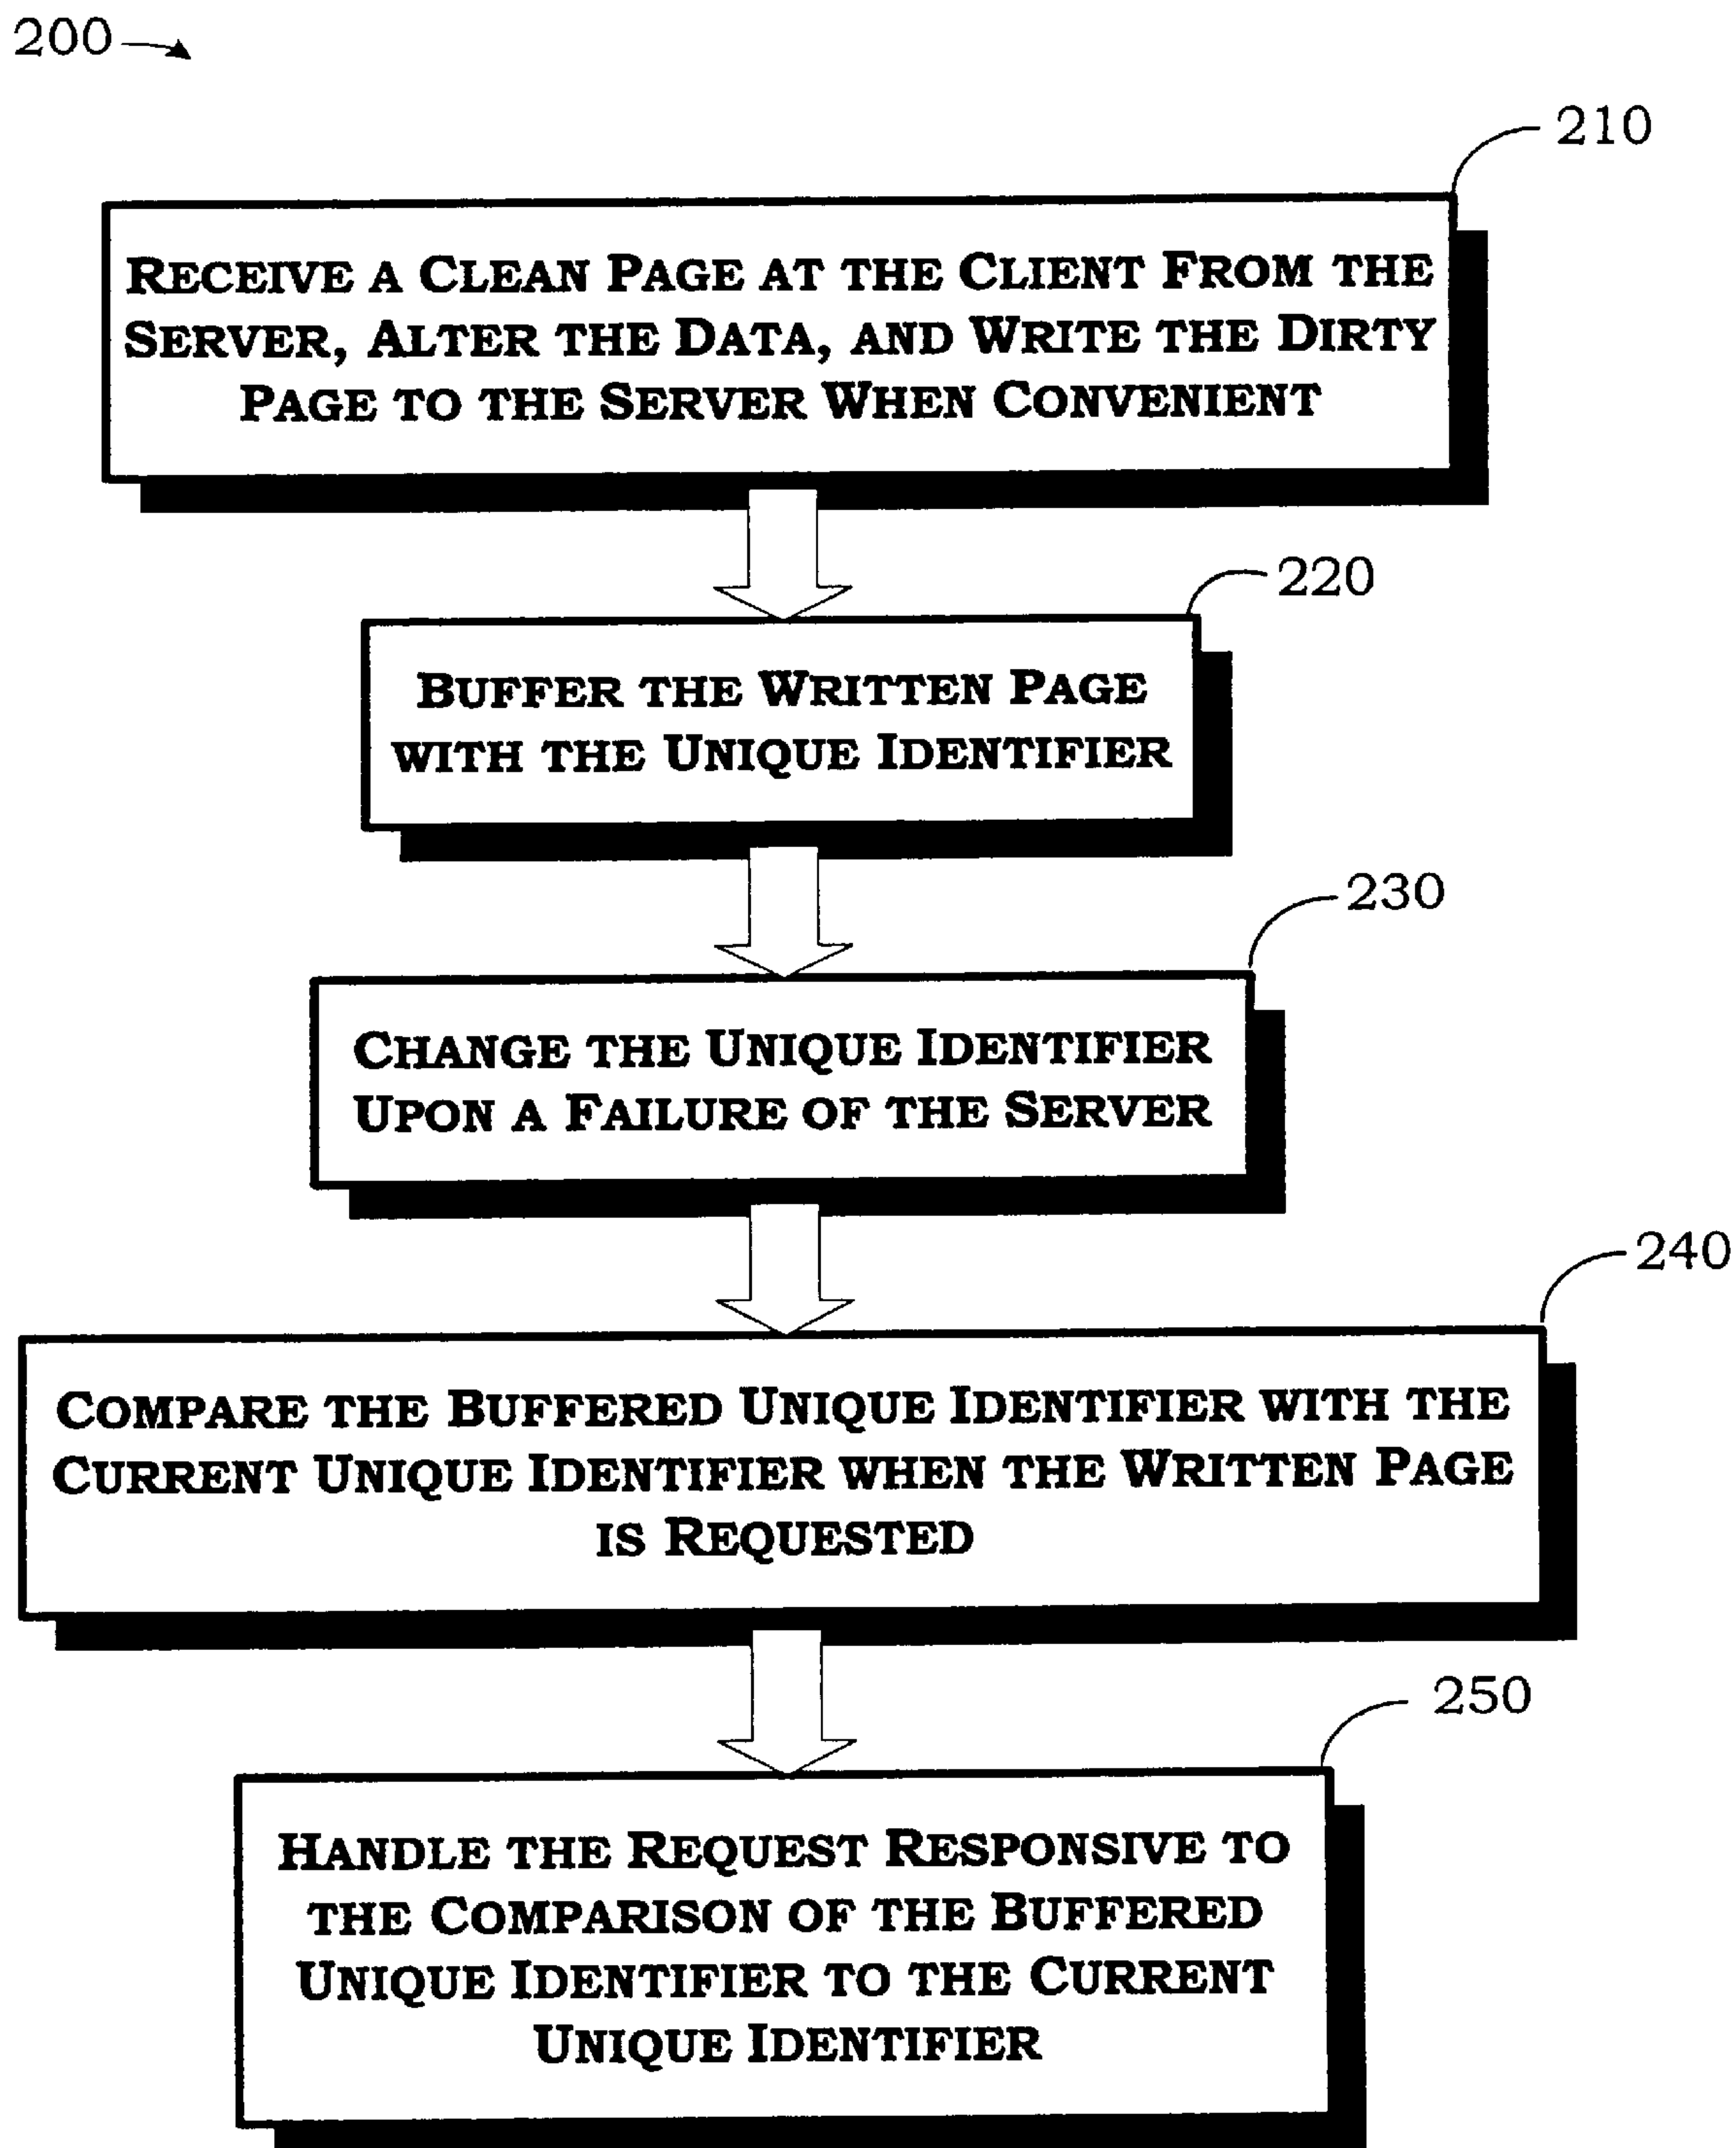 200
210
RECEIVE A CLEAN PAGE AT THE CLIENT FROM THE
SERVER, ALTER THE DATA, AND WRITE THE DIRTY
PAGE TO THE SERVER WHEN CONVENIENT
220
BUFFER THE WRITTEN PAGE
WITH THE UNIQUE IDENTIFIER
230
CHANGE THE UNIQUE IDENTIFIER
UPON A FAILURE OF THE SERVER
240
COMPARE THE BUFFERED UNIQUE IDENTIFIER WITH THE
CURRENT UNIQUE IDENTIFIER WHEN THE WRITTEN PAGE
IS REQUESTED
250
HANDLE THE REQUEST RESPONSIVE TO
THE COMPARISON OF THE BUFFERED
UNIQUE IDENTIFIER TO THE CURRENT
UNIQUE IDENTIFIER